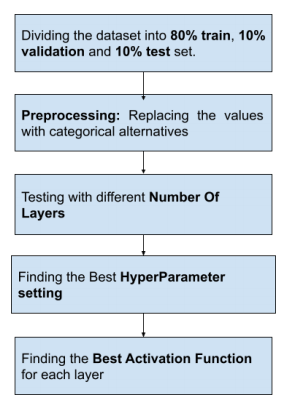 Dividing the dataset into 80% train, 10%
validation and 10% test set.
Preprocessing: Replacing the values
with categorical alternatives
Testing with different Number Of
Layers
Finding the Best HyperParameter
setting
Finding the Best Activation Function
for each layer